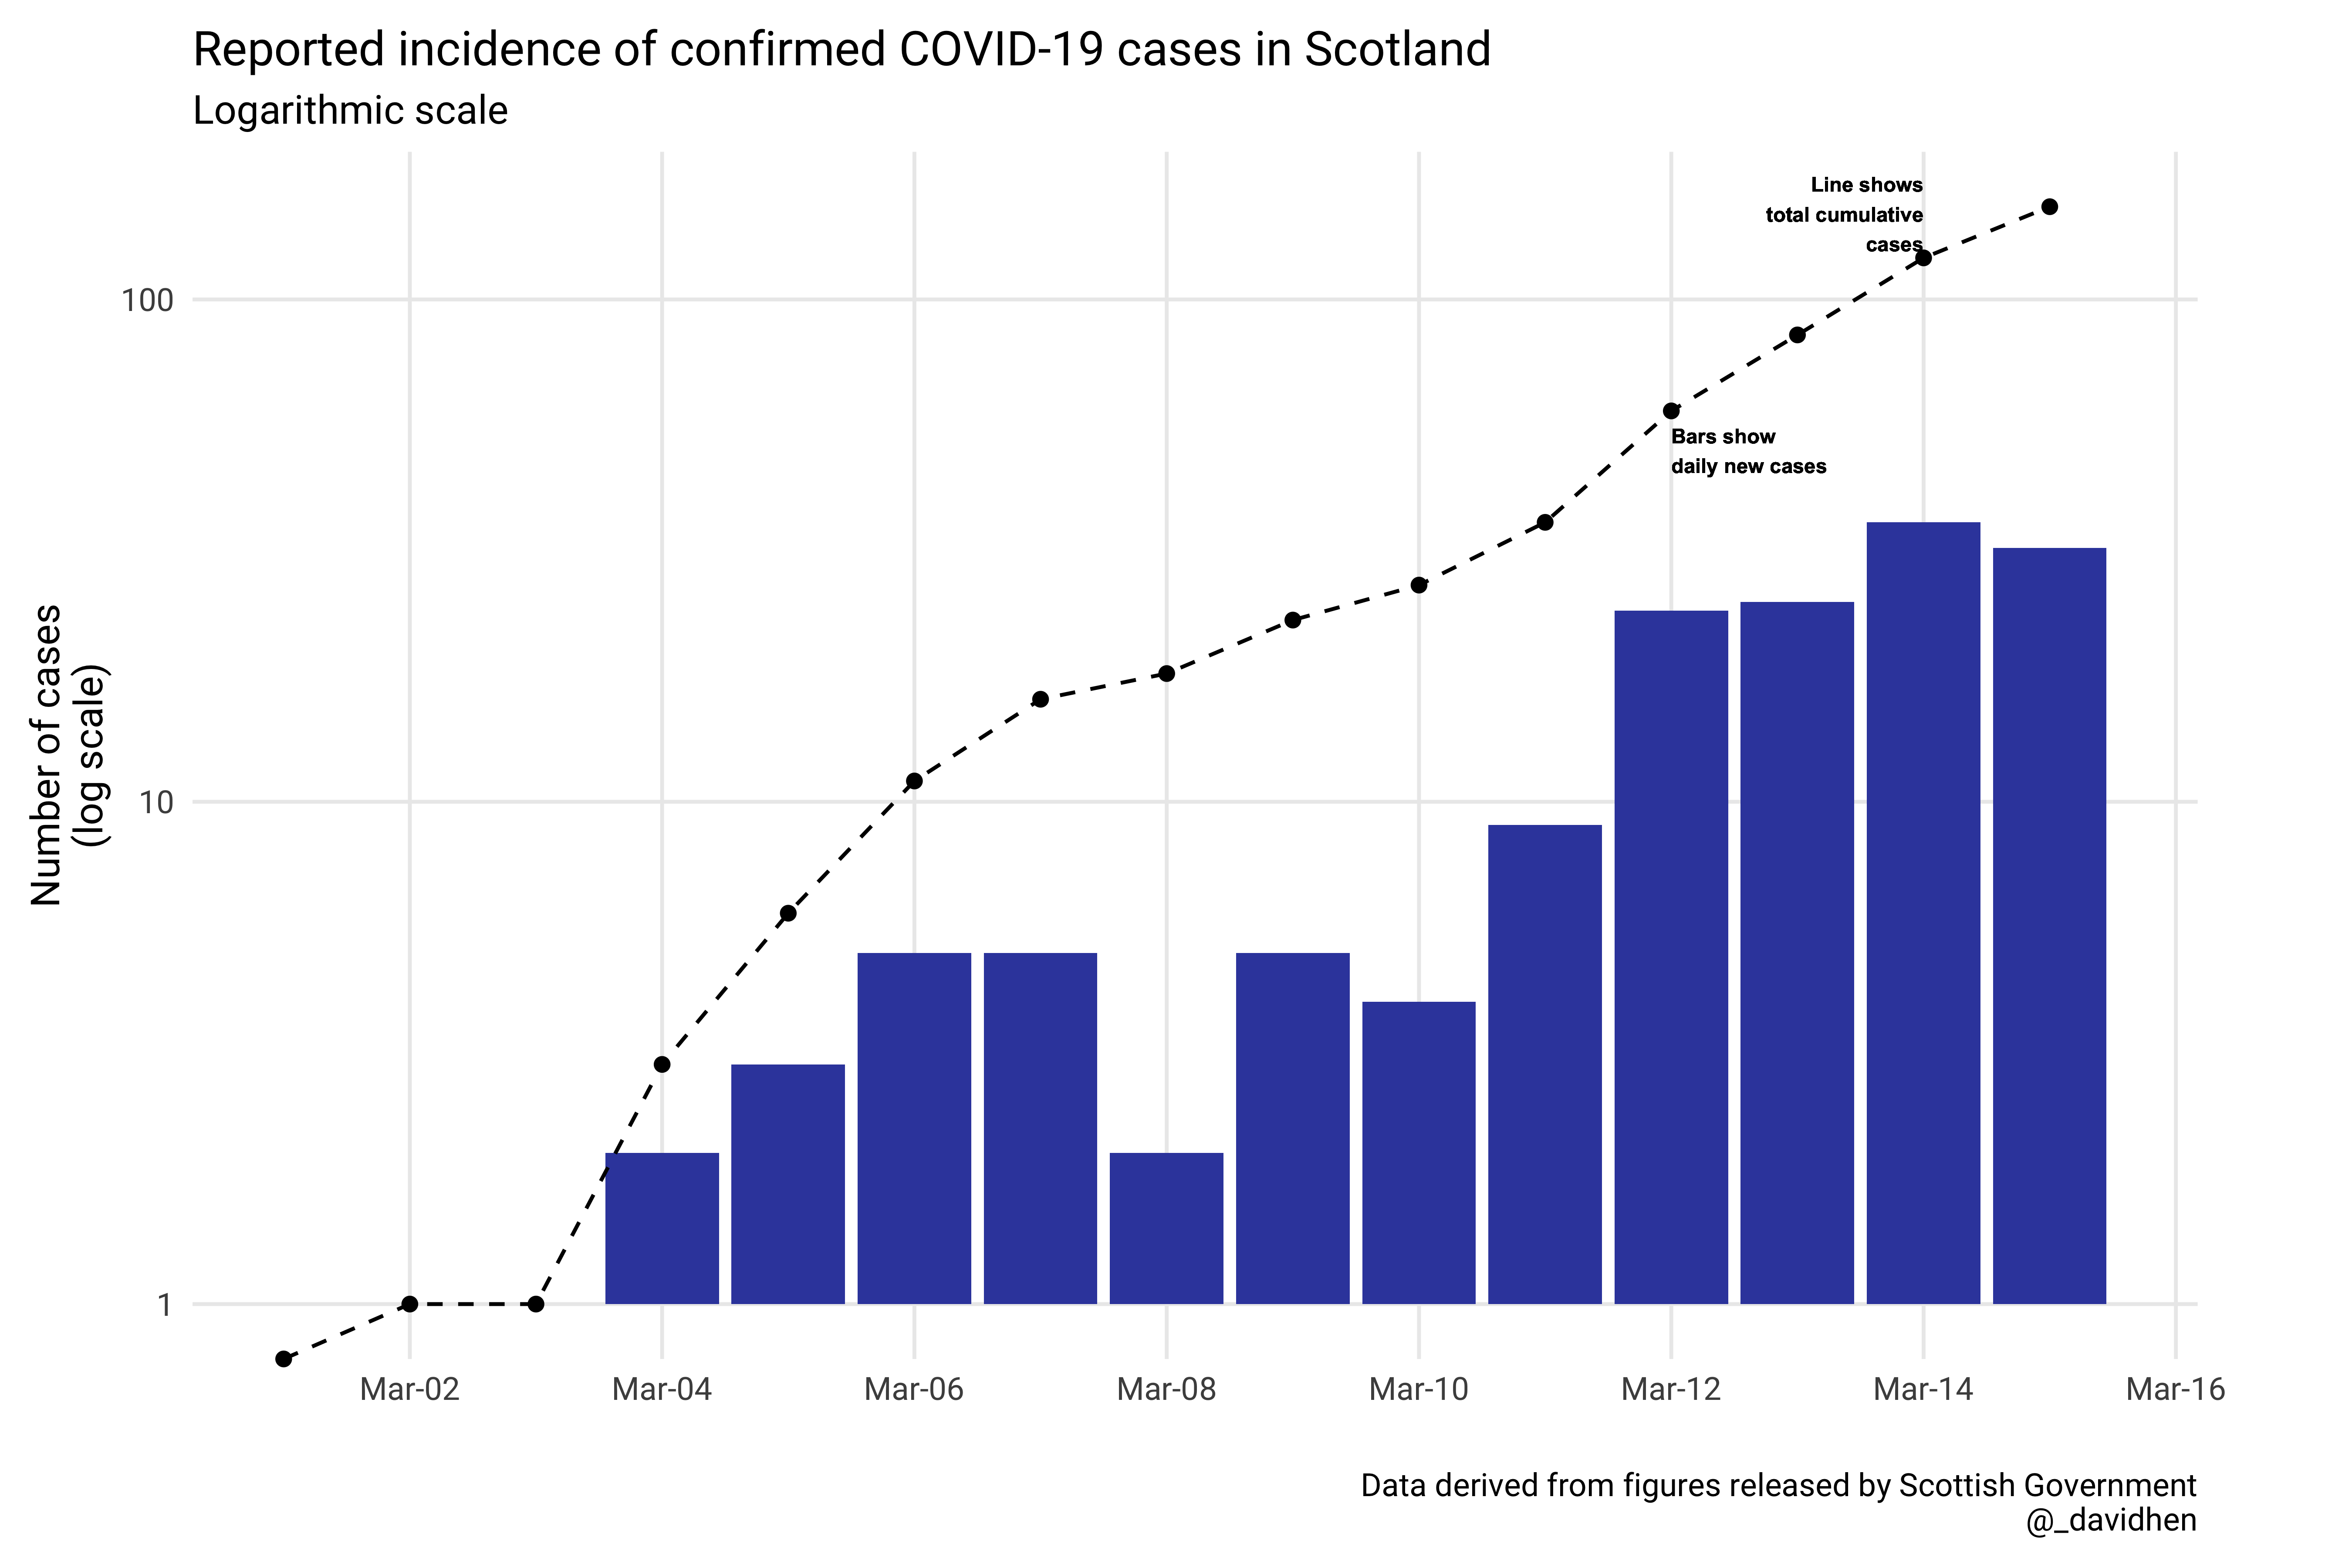 Reported incidence of confirmed COVID-19 cases in Scotland
Logarithmic scale
Line shows
total cumulative
cases
100
Bars show
daily new cases
Number of cases
(log scale)
10
1
Mar-02
Mar-04
Mar-06
Mar-08
Mar-10
Mar-12
Mar-14
Mar-16
Data derived from figures released by Scottish Government
@_davidhen